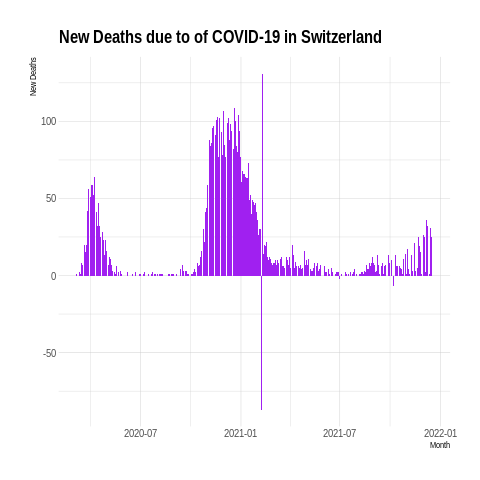 New Deaths due to of COVID-19 in Switzerland
New Deaths
100
50
0
-50
2020-07 2021-01 2021-07 2022-01
Month